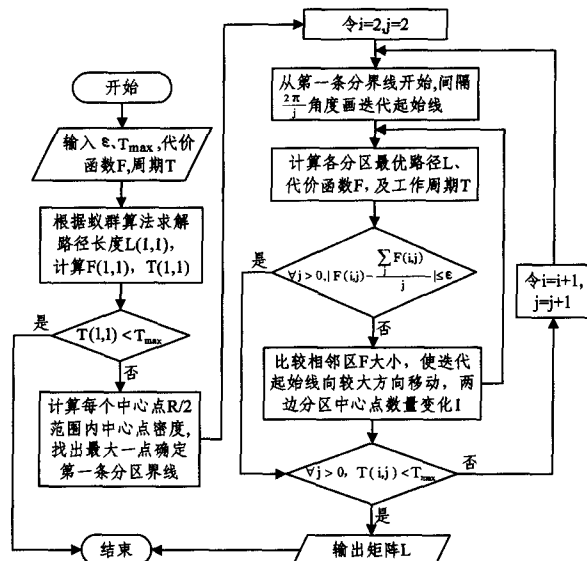 开始
输入 ε、Tmax,代价
函数F,周期T
根据蚁群算法求解
路径长度L(1,1),
计算F(1,1), T(1,1)
是
T(1,1) <Tmax
否
计算每个中心点R/2
范围内中心点密度,
找出最大一点确定
第一条分区界线
结束
令i=2,j=2
从第一条分界线开始,间隔
2π/j 角度画迭代起始线
计算各分区最优路径L、
代价函数F, 及工作周期T
是
∀j > 0,| F(i,j)- ∑j F(i,j)/j |≤ε
否
比较相邻区F大小, 使迭代
起始线向较大方向移动, 两
边分区中心点数量变化1
∀j > 0, T(i,j) <Tmax
否
是
输出矩阵L
令i=i+1,
j=j+1